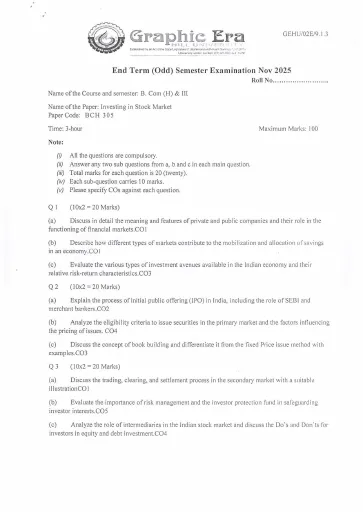 Graphic Era
GEHU/02E/9.1.3
End Term (Odd) Semester Examination Nov 2025
Roll No..........................
Name of the Course and semester: B. Com (H) & III
Name of the Paper: Investing in Stock Market
Paper Code: BCH 305
Time: 3-hour
Maximum Marks: 100
Note:
(i) All the questions are compulsory.
(ii) Answer any two sub questions from a, b and c in each main question.
(iii) Total marks for each question is 20 (twenty).
(iv) Each sub-question carries 10 marks.
(v) Please specify COs against each question.
Q 1 (10x2 = 20 Marks)
(a) Discuss in detail the meaning and features of private and public companies and their role in the
functioning of financial markets.CO1
(b) Describe how different types of markets contribute to the mobilization and allocation of savings
in an economy.CO1
(c) Evaluate the various types of investment avenues available in the Indian economy and their
relative risk-return characteristics.CO3
Q 2 (10x2 = 20 Marks)
(a) Explain the process of initial public offering (IPO) in India, including the role of SEBI and
merchant bankers.CO2
(b) Analyze the eligibility criteria to issue securities in the primary market and the factors influencing
the pricing of issues. CO4
(c) Discuss the concept of book building and differentiate it from the fixed Price issue method with
examples.CO3
Q 3 (10x2 = 20 Marks)
(a) Discuss the trading, clearing, and settlement process in the secondary market with a suitable
illustrationCO1
(b) Evaluate the importance of risk management and the investor protection fund in safeguarding
investor interests.CO5
(c) Analyze the role of intermediaries in the Indian stock market and discuss the Do's and Don'ts for
investors in equity and debt investment.CO4